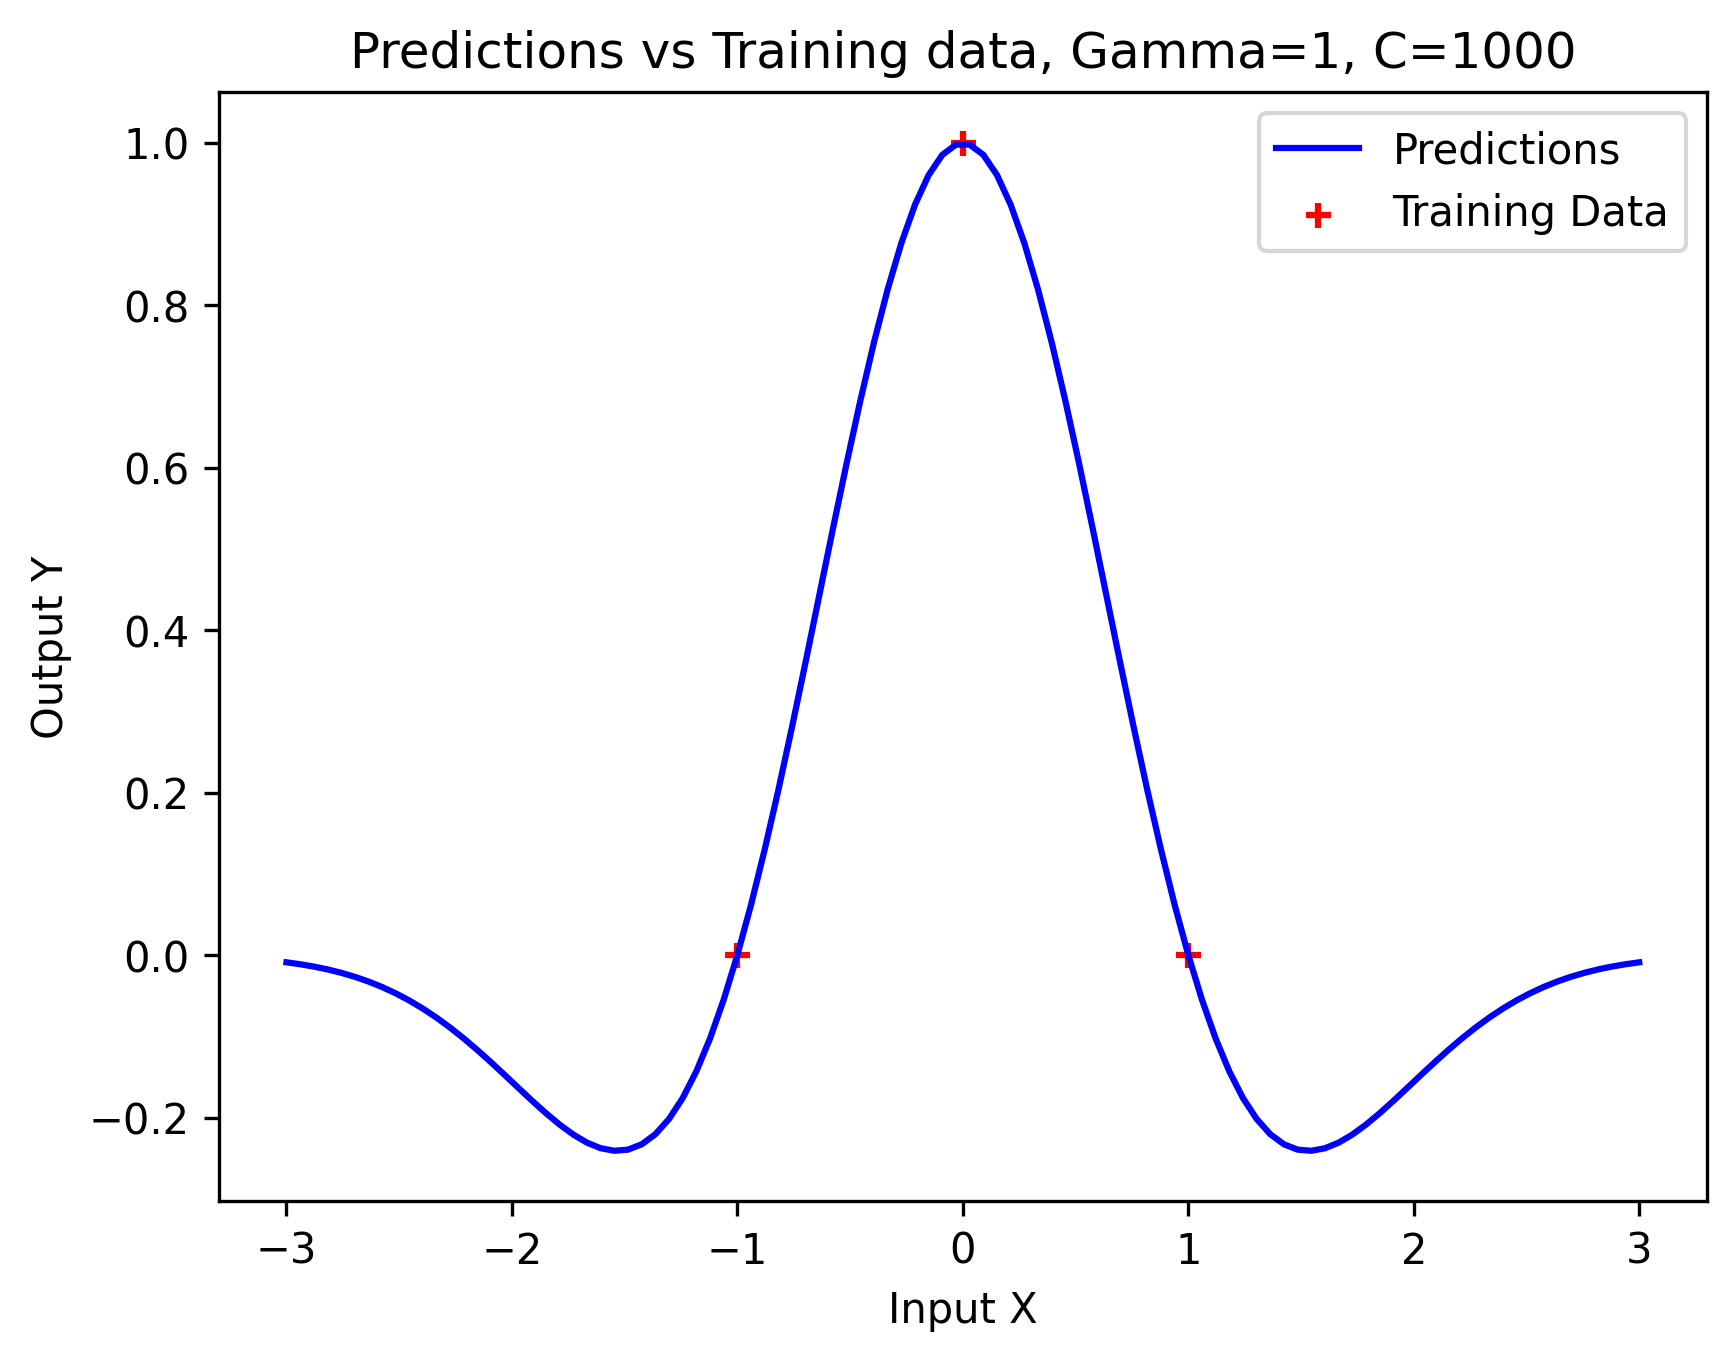 Predictions vs Training data, Gamma=1, C=1000
Predictions
Training Data
1.0
0.8
0.6
0.4
0.2
0.0
−0.2
Output Y
−3 −2 −1 0 1 2 3
Input X